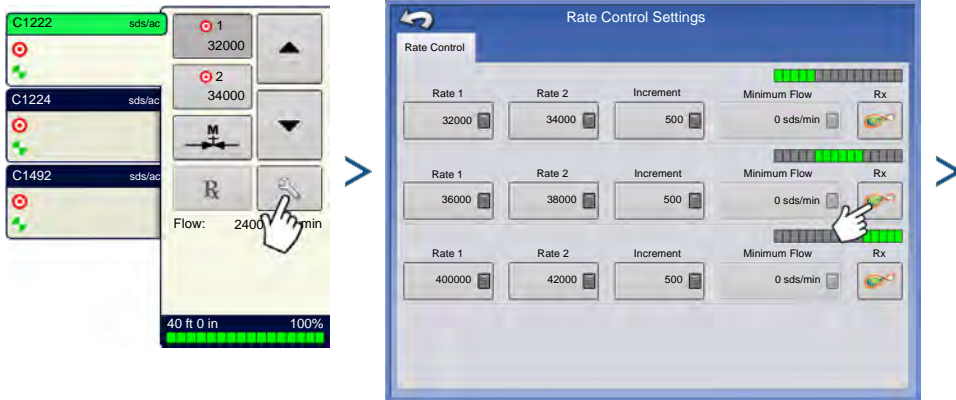 C1222 sds/ac
C1224 sds/ac
C1492 sds/ac
1
32000
2
34000
M
R
Flow: 2400 min
40 ft 0 in 100%
>
Rate Control Settings
Rate Control
Rate 1 Rate 2 Increment Minimum Flow Rx
32000 34000 500 0 sds/min
Rate 1 Rate 2 Increment Minimum Flow Rx
36000 38000 500 0 sds/min
Rate 1 Rate 2 Increment Minimum Flow Rx
400000 42000 500 0 sds/min
>